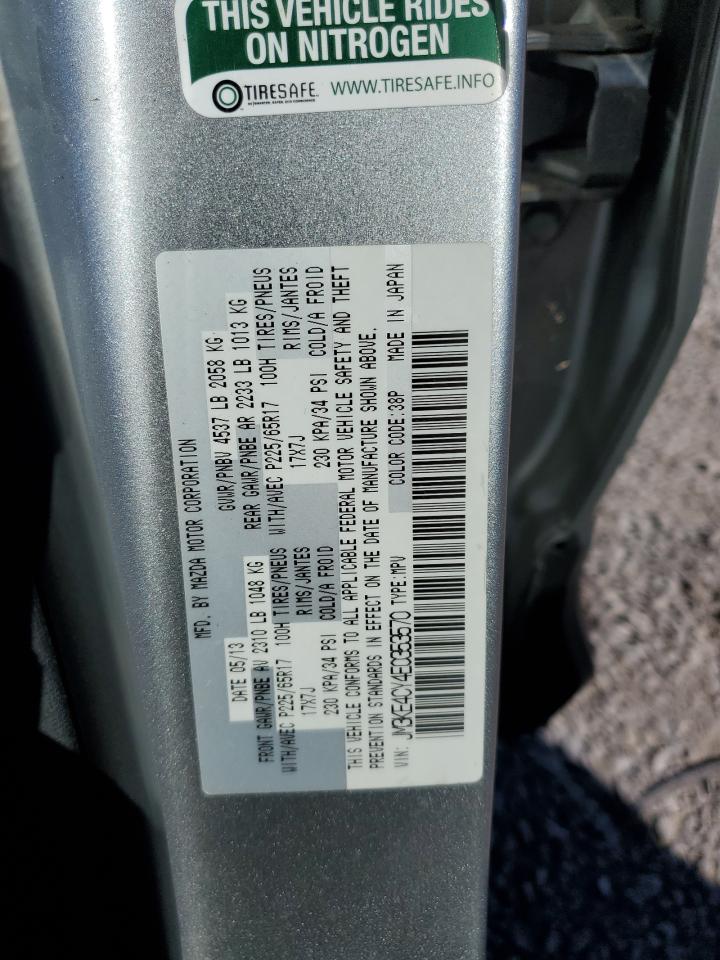 THIS VEHICLE RIDES
ON NITROGEN
TIRESAFE
WWW.TIRESAFE.INFO
MFD. BY MAZDA MOTOR CORPORATION
DATE 05/13 GVWR/PNBV 4537 LB 2058 KG
FRONT GAWR/PNBE AV 2310 LB 1048 KG REAR GAWR/PNBE AR 2233 LB 1013 KG
WITH/AVEC P225/65R17 100H TIRES/PNEUS WITH/AVEC P225/65R17 100H TIRES/PNEUS
17X7J RIMS/JANTES 17X7J RIMS/JANTES
230 KPA/34 PSI COLD/A FROID 230 KPA/34 PSI COLD/A FROID
THIS VEHICLE CONFORMS TO ALL APPLICABLE FEDERAL MOTOR VEHICLE SAFETY AND THEFT
PREVENTION STANDARDS IN EFFECT ON THE DATE OF MANUFACTURE SHOWN ABOVE.
VIN: JM3KE4CY4E0353570 TYPE:MPV COLOR CODE:38P MADE IN JAPAN